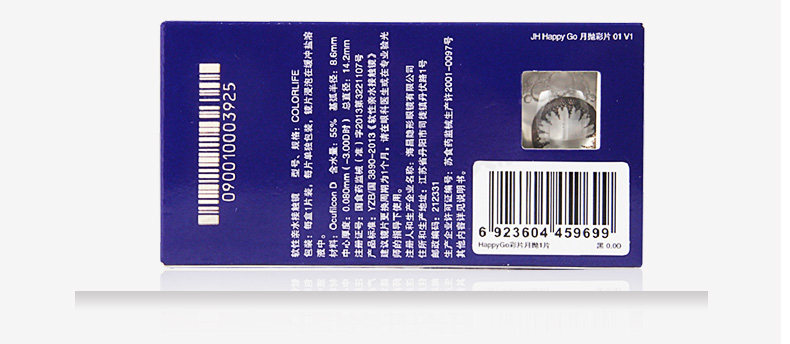 JH Happy Go 月抛彩片 01 V1
090010003925
软性亲水接触镜 型号、规格：COLORLIFE
包装：每盒1片装，每片单独包装，镜片浸泡在缓冲盐溶
液中。
材料：Ocufilcon D 含水量：55% 基弧半径：8.6mm
中心厚度：0.080mm（-3.00D时） 总直径：14.2mm
注册证号：国食药监械（准）字2013第3221107号
产品标准：YZB/国 3890-2013《软性亲水接触镜》
建议镜片更换周期为1个月，请在眼科医生或在专业验光
师的指导下使用。
注册人和生产企业名称：海昌隐形眼镜有限公司
住所和生产地址：江苏省丹阳市司徒镇丹伏路1号
邮政编码：212331
生产企业许可证编号：苏食药监械生产许2001-0097号
其他内容详见说明书。
6 923604 459699
HappyGo彩片月抛1片 黑 0.00